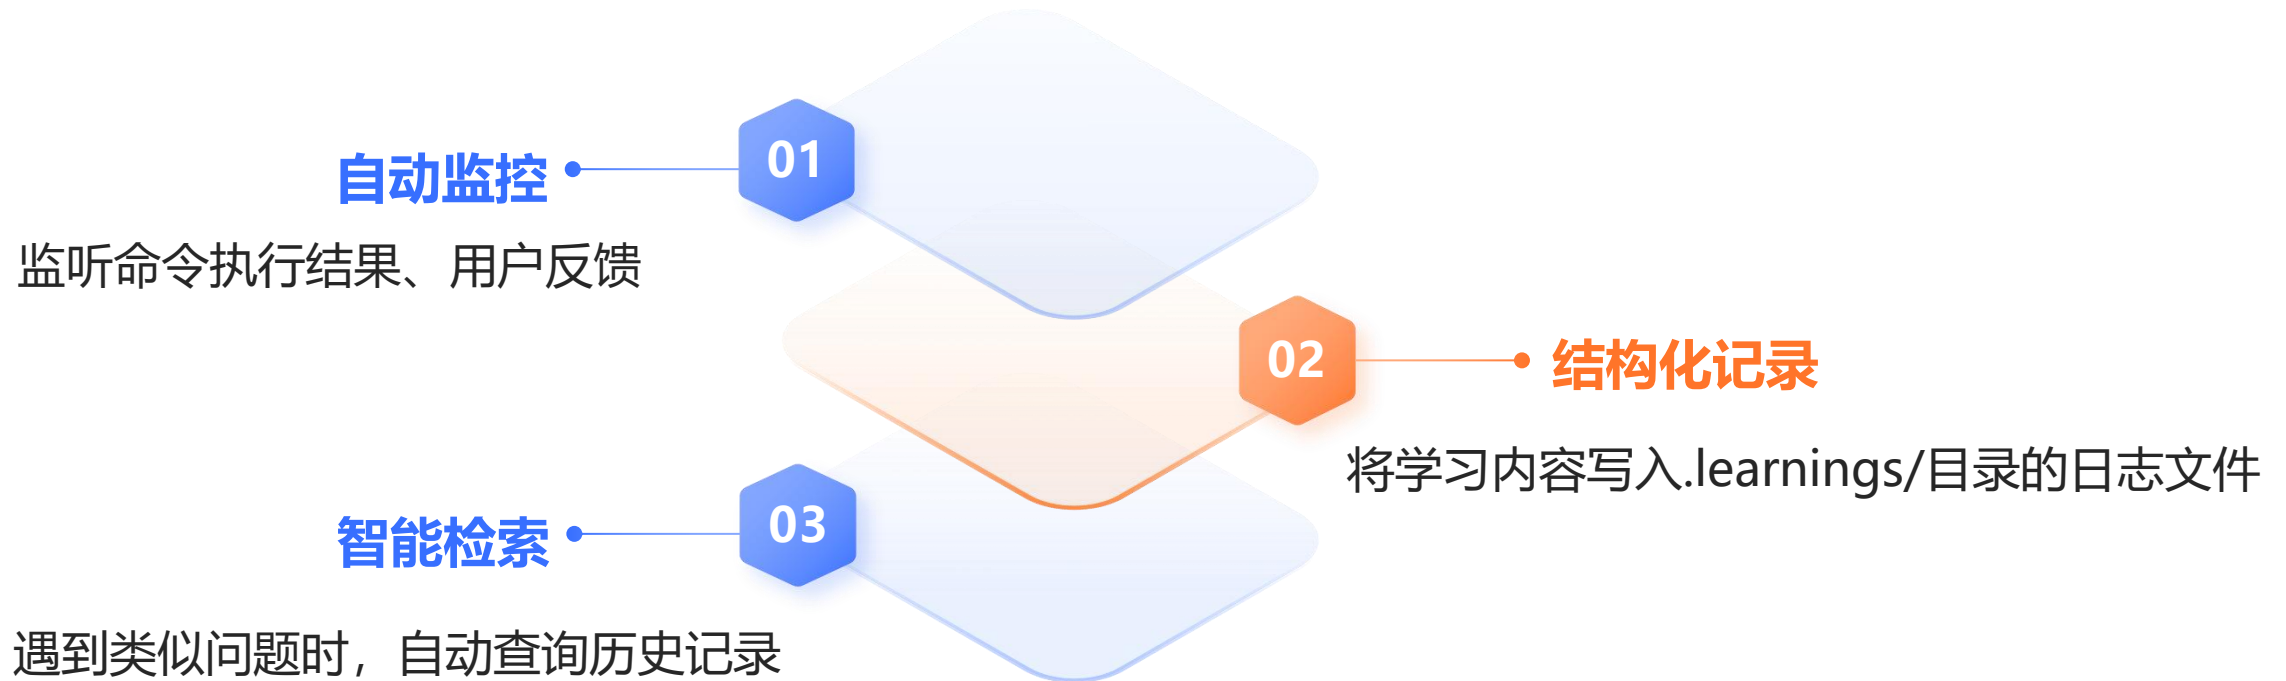 01
自动监控
监听命令执行结果、用户反馈
02
结构化记录
将学习内容写入.learnings/目录的日志文件
03
智能检索
遇到类似问题时，自动查询历史记录